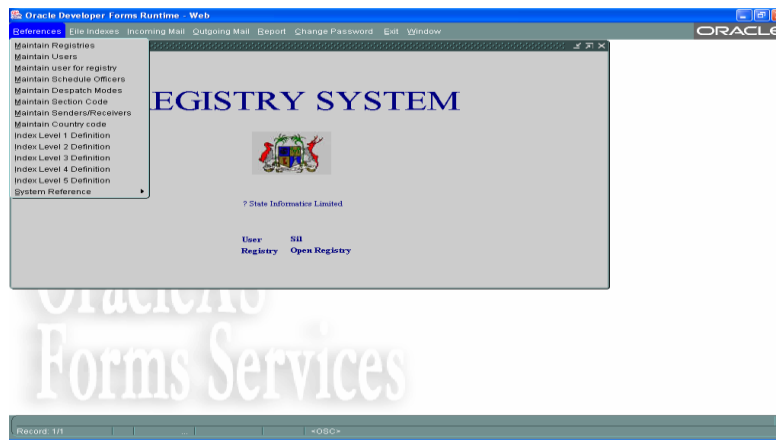 Oracle Developer Forms Runtime - Web
References File Indexes Incoming Mail Outgoing Mail Report Change Password Exit Window
ORACLE
Maintain Registries
Maintain Users
Maintain user for registry
Maintain Schedule Officers
Maintain Despatch Modes
Maintain Section Code
Maintain Senders/Receivers
Maintain Country code
Index Level 1 Definition
Index Level 2 Definition
Index Level 3 Definition
Index Level 4 Definition
Index Level 5 Definition
System Reference
EGISTRY SYSTEM
? State Informatics Limited
User Sil
Registry Open Registry
OracleAS
Forms Services
Record: 1/1 ... <OSC>